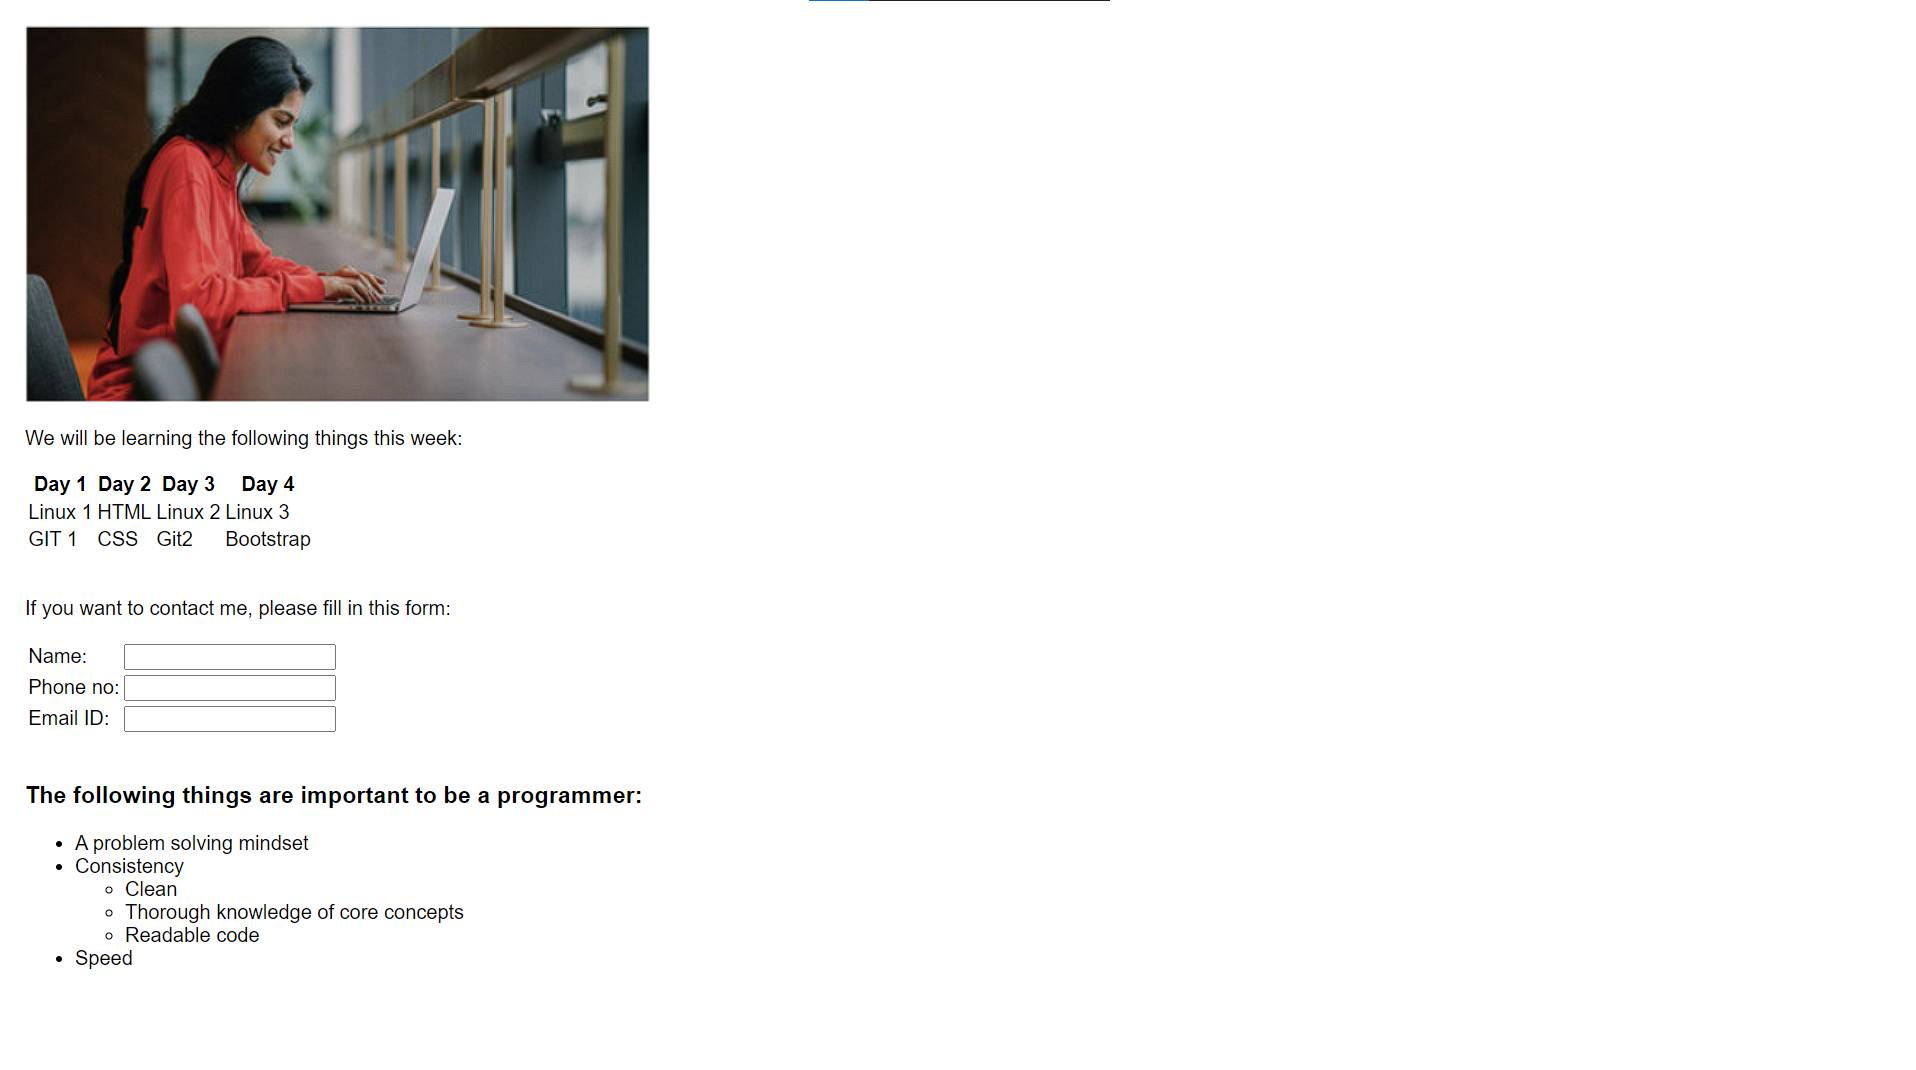 We will be learning the following things this week:
Day 1 Day 2 Day 3 Day 4
Linux 1 HTML Linux 2 Linux 3
GIT 1 CSS Git2 Bootstrap
If you want to contact me, please fill in this form:
Name:
Phone no:
Email ID:
The following things are important to be a programmer:
A problem solving mindset
Consistency
Clean
Thorough knowledge of core concepts
Readable code
Speed